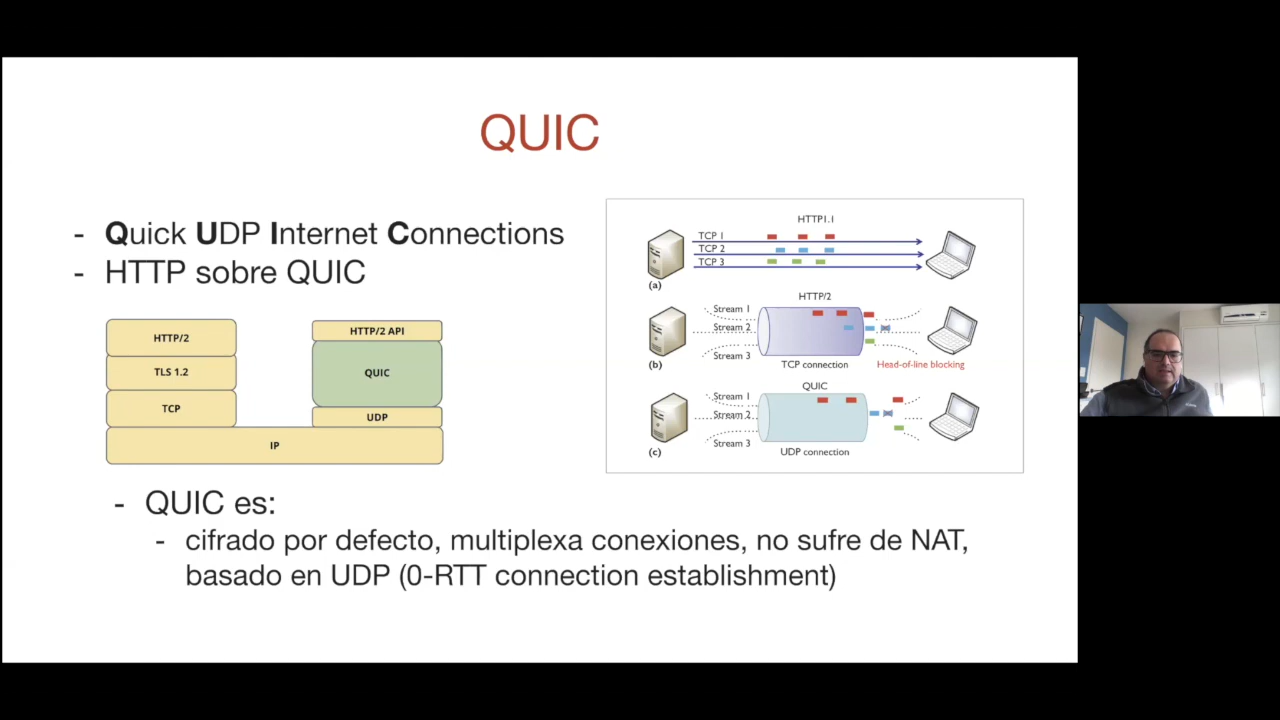 QUIC
- Quick UDP Internet Connections
- HTTP sobre QUIC
HTTP/2
TLS 1.2
TCP
HTTP/2 API
QUIC
UDP
IP
HTTP1.1
TCP 1
TCP 2
TCP 3
(a)
HTTP/2
Stream 1
Stream 2
Stream 3
(b)
TCP connection
Head-of-line blocking
QUIC
Stream 1
Stream 2
Stream 3
(c)
UDP connection
- QUIC es:
- cifrado por defecto, multiplexa conexiones, no sufre de NAT,
basado en UDP (0-RTT connection establishment)